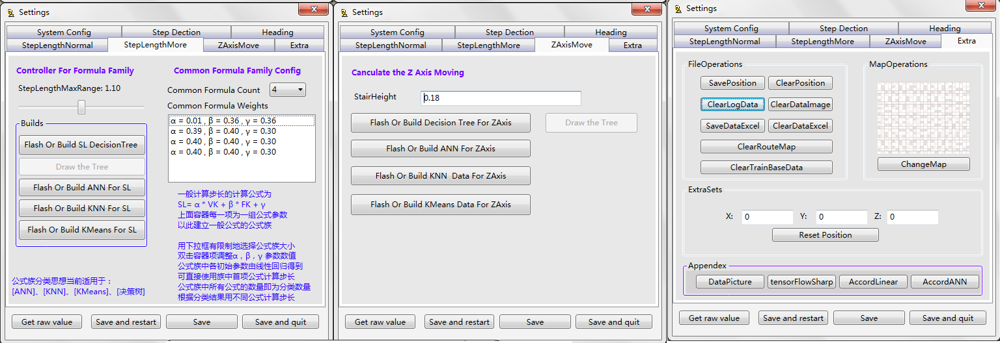 Settings
System Config Step Dection Heading
StepLengthNormal StepLengthMore ZAxisMove Extra
Controller For Formula Family
StepLengthMaxRange: 1.10
Builds
Flash Or Build SL DecisionTree
Draw the Tree
Flash Or Build ANN For SL
Flash Or Build KNN For SL
Flash Or Build KMeans For SL
公式族分类思想当前适用于：
[ANN]、[KNN]、[KMeans]、[决策树]
Common Formula Family Config
Common Formula Count 4
Common Formula Weights
α = 0.01 , β = 0.36 , γ = 0.36
α = 0.39 , β = 0.40 , γ = 0.30
α = 0.40 , β = 0.40 , γ = 0.30
α = 0.40 , β = 0.40 , γ = 0.30
一般计算步长的计算公式为
SL= α * VK + β * FK + γ
上面容器每一项为一组公式参数
以此建立一般公式的公式族
用下拉框有限制地选择公式族大小
双击容器项调整α , β , γ 参数数值
公式族中各初始参数由线性回归得到
可直接使用族中首项公式计算步长
公式族中所有公式的数量即为分类数量
根据分类结果用不同公式计算步长
Get raw value Save and restart Save Save and quit
Settings
System Config Step Dection Heading
StepLengthNormal StepLengthMore ZAxisMove Extra
Canculate the Z Axis Moving
StairHeight 0.18
Flash Or Build Decision Tree For ZAxis Draw the Tree
Flash Or Build ANN For ZAxis
Flash Or Build KNN  Data For ZAxis
Flash Or Build KMeans Data For ZAxis
Get raw value Save and restart Save Save and quit
Settings
System Config Step Dection Heading
StepLengthNormal StepLengthMore ZAxisMove Extra
FileOperations
SavePosition ClearPosition
ClearLogData ClearDataImage
SaveDataExcel ClearDataExcel
ClearRouteMap
ClearTrainBaseData
MapOperations
ChangeMap
ExtraSets
X: 0 Y: 0 Z: 0
Reset Position
Appendex
DataPicture tensorFlowSharp AccordLinear AccordANN
Get raw value Save and restart Save Save and quit